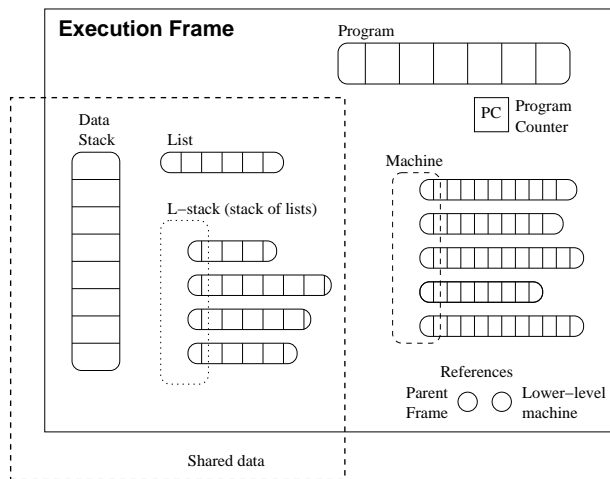 Execution Frame
Program
PC
Program
Counter
Data
Stack
List
Machine
L−stack (stack of lists)
References
Parent
Frame
Lower−level
machine
Shared data